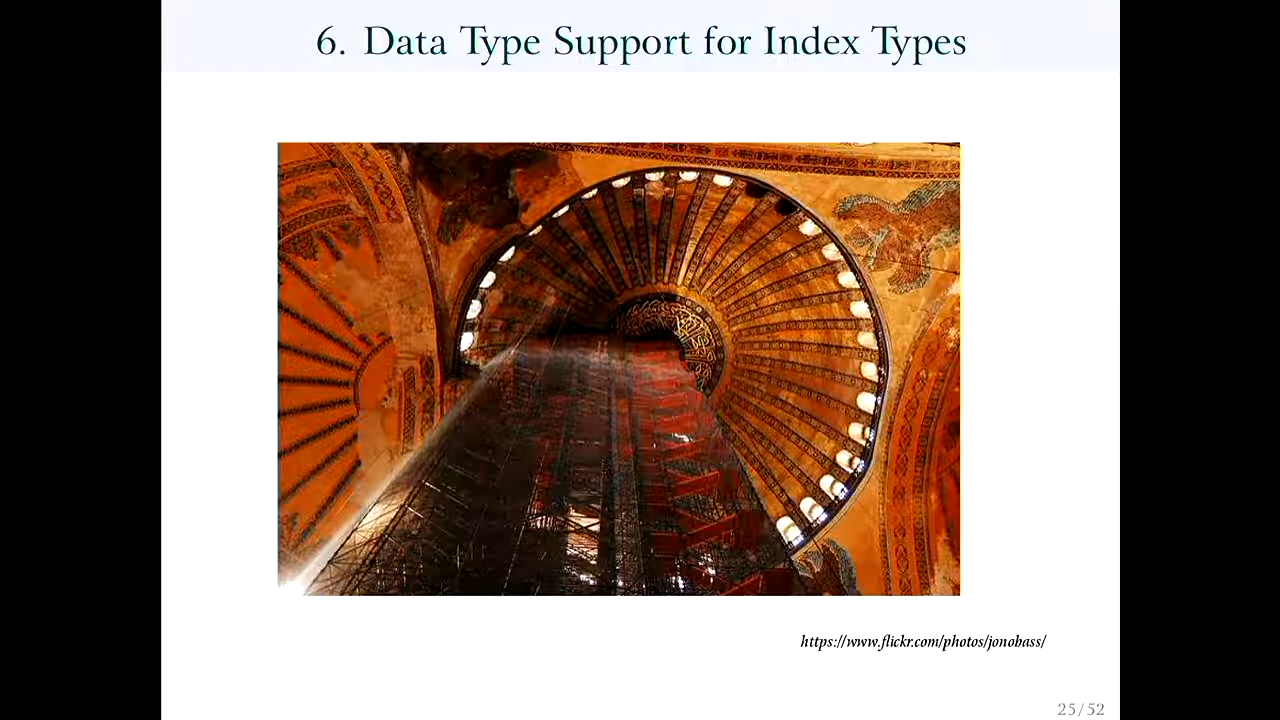 6. Data Type Support for Index Types
https://www.flickr.com/photos/jonobass/
25/52